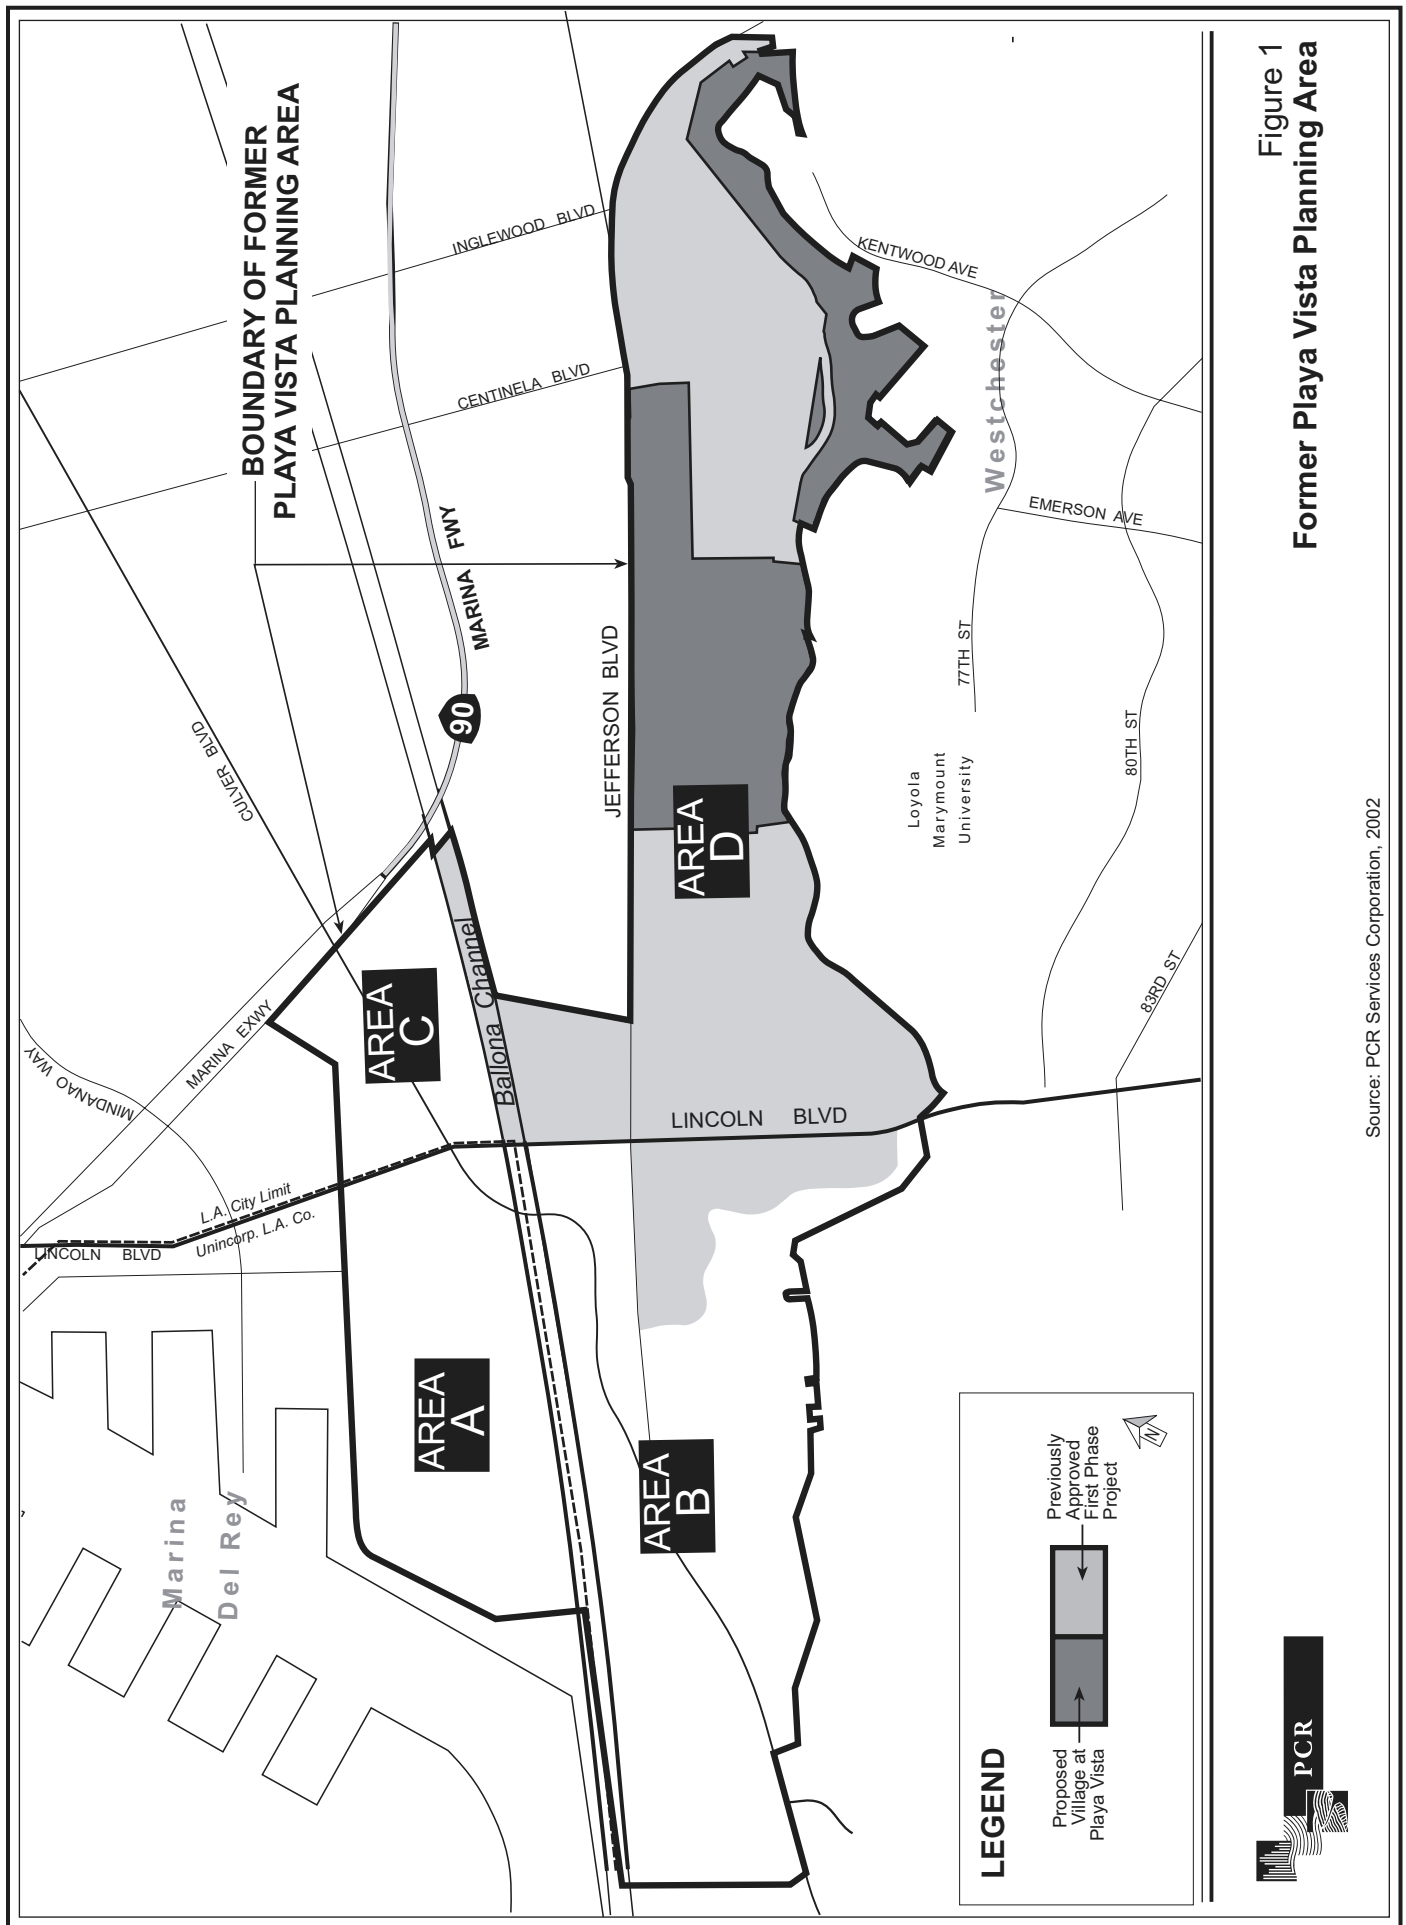 BOUNDARY OF FORMER
PLAYA VISTA PLANNING AREA
Figure 1
Former Playa Vista Planning Area
INGLEWOOD BLVD
CENTINELA BLVD
MARINA FWY
90
CULVER BLVD
JEFFERSON BLVD
KENTWOOD AVE
Westchester
EMERSON AVE
77TH ST
80TH ST
83RD ST
Loyola
Marymount
University
AREA
D
AREA
C
Ballona Channel
MARINA EXWY
MINDANAO WAY
LINCOLN BLVD
L.A. City Limit
Unincorp. L.A. Co.
LINCOLN BLVD
AREA
A
AREA
B
Marina
Del Rey
LEGEND
Proposed
Village at
Playa Vista
Previously
Approved
First Phase
Project
N
PCR
Source: PCR Services Corporation, 2002